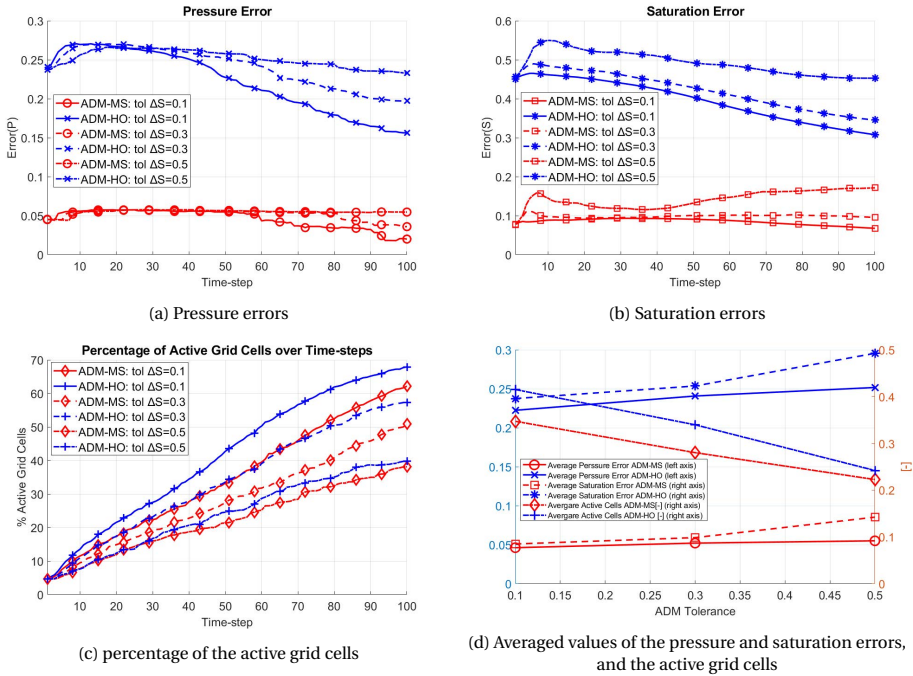 Pressure Error
0.3
0.25
0.2
0.15
0.1
0.05
0
Error(P)
ADM-MS: tol ΔS=0.1
ADM-HO: tol ΔS=0.1
ADM-MS: tol ΔS=0.3
ADM-HO: tol ΔS=0.3
ADM-MS: tol ΔS=0.5
ADM-HO: tol ΔS=0.5
10 20 30 40 50 60 70 80 90 100
Time-step
(a) Pressure errors
Saturation Error
0.6
0.5
0.4
0.3
0.2
0.1
0
Error(S)
ADM-MS: tol ΔS=0.1
ADM-HO: tol ΔS=0.1
ADM-MS: tol ΔS=0.3
ADM-HO: tol ΔS=0.3
ADM-MS: tol ΔS=0.5
ADM-HO: tol ΔS=0.5
10 20 30 40 50 60 70 80 90 100
Time-step
(b) Saturation errors
Percentage of Active Grid Cells over Time-steps
70
60
50
40
30
20
10
0
% Active Grid Cells
ADM-MS: tol ΔS=0.1
ADM-HO: tol ΔS=0.1
ADM-MS: tol ΔS=0.3
ADM-HO: tol ΔS=0.3
ADM-MS: tol ΔS=0.5
ADM-HO: tol ΔS=0.5
10 20 30 40 50 60 70 80 90 100
Time-step
(c) percentage of the active grid cells
0.3
0.25
0.2
0.15
0.1
0.05
0
Average Pressure Error ADM-MS (left axis)
Average Pressure Error ADM-HO (left axis)
Average Saturation Error ADM-MS (right axis)
Average Saturation Error ADM-HO (right axis)
Avergare Active Cells ADM-MS[-] (right axis)
Avergare Active Cells ADM-HO [-] (right axis)
0.5
0.4
0.3
0.2
0.1
0
[-]
0.1 0.15 0.2 0.25 0.3 0.35 0.4 0.45 0.5
ADM Tolerance
(d) Averaged values of the pressure and saturation errors,
and the active grid cells